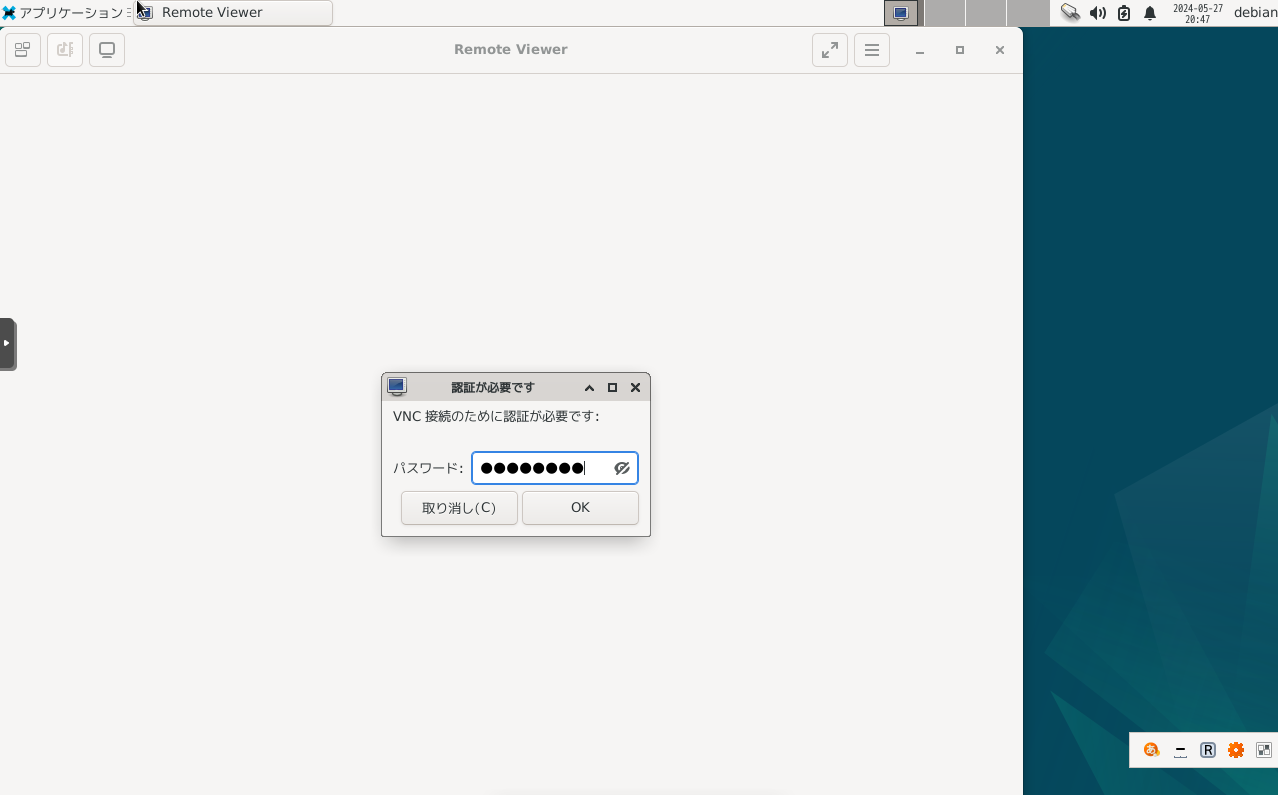 アプリケーション
Remote Viewer
2024-05-27
20:47
debian
Remote Viewer
認証が必要です
VNC 接続のために認証が必要です:
パスワード: ●●●●●●●●
取り消し(C)
OK
あ
R